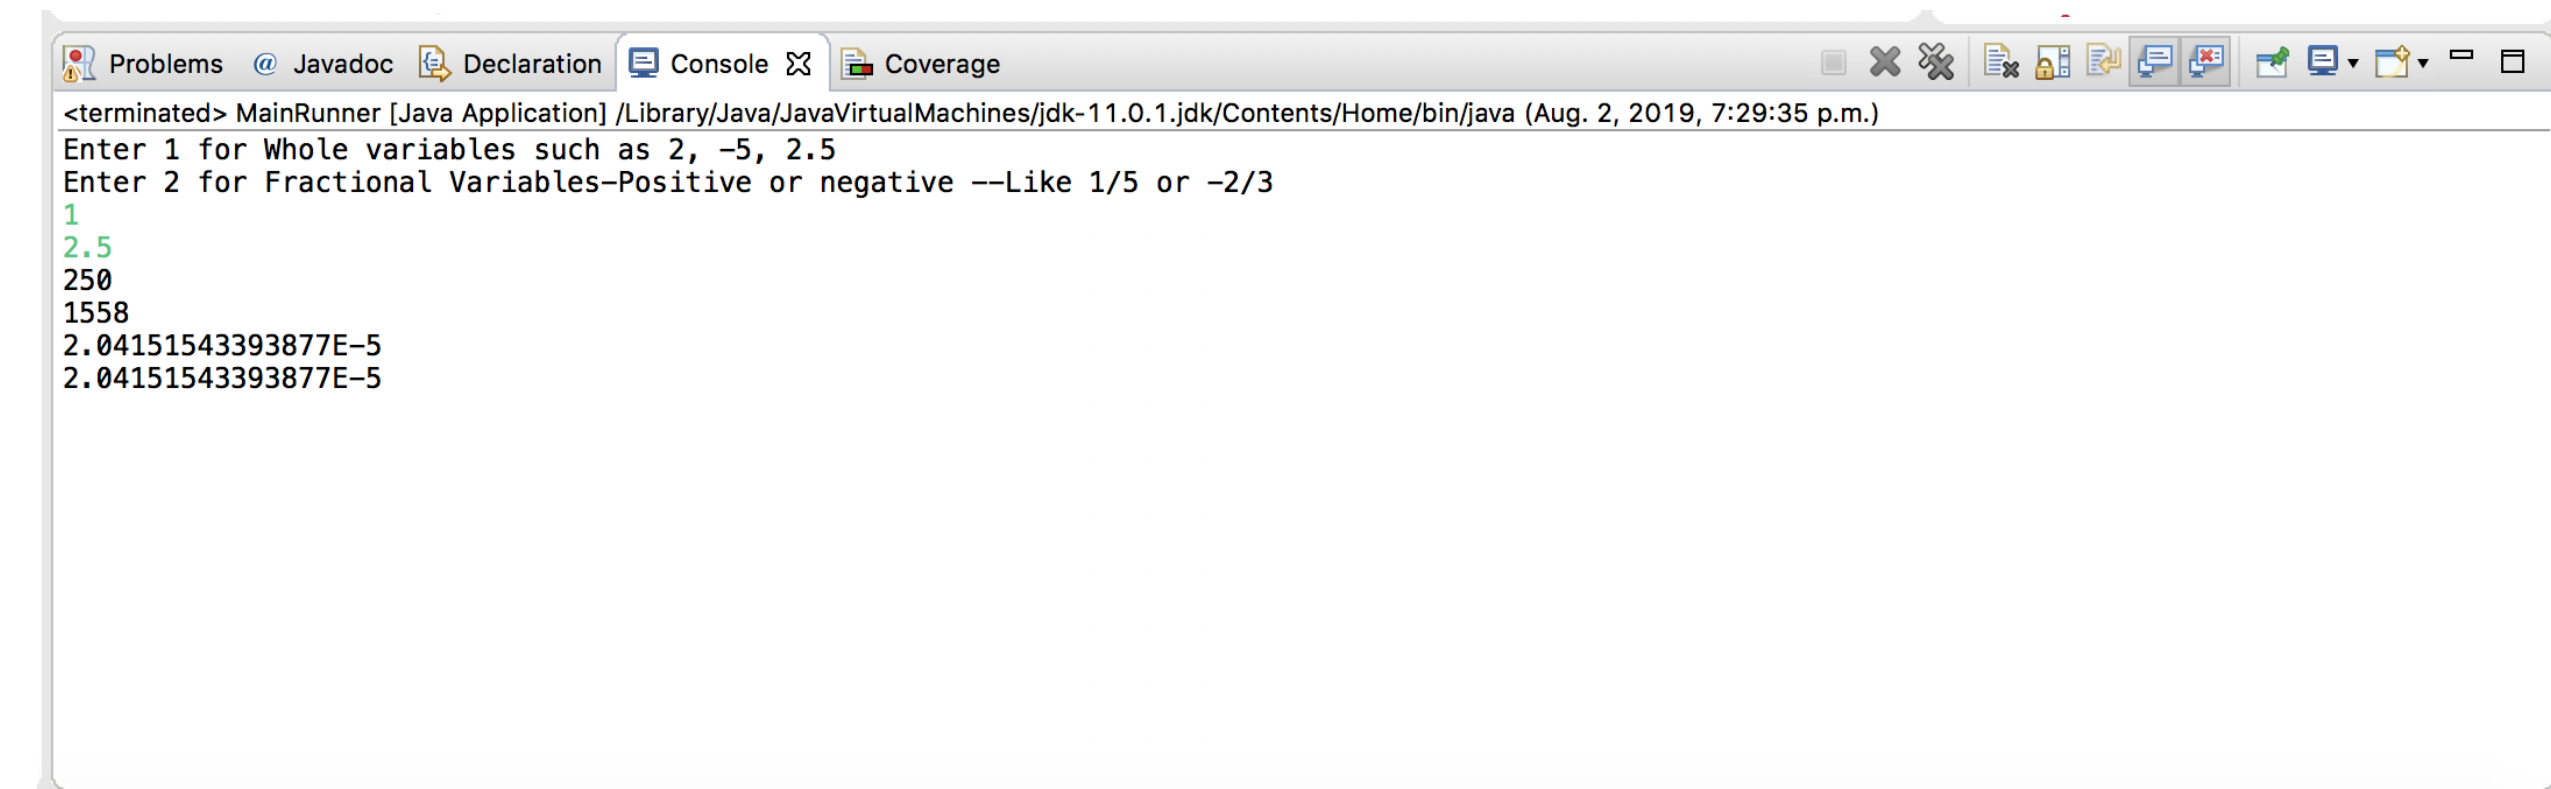 Problems @ Javadoc Declaration Console Coverage
<terminated> MainRunner [Java Application] /Library/Java/JavaVirtualMachines/jdk-11.0.1.jdk/Contents/Home/bin/java (Aug. 2, 2019, 7:29:35 p.m.)
Enter 1 for Whole variables such as 2, -5, 2.5
Enter 2 for Fractional Variables-Positive or negative --Like 1/5 or -2/3
1
2.5
250
1558
2.04151543393877E-5
2.04151543393877E-5